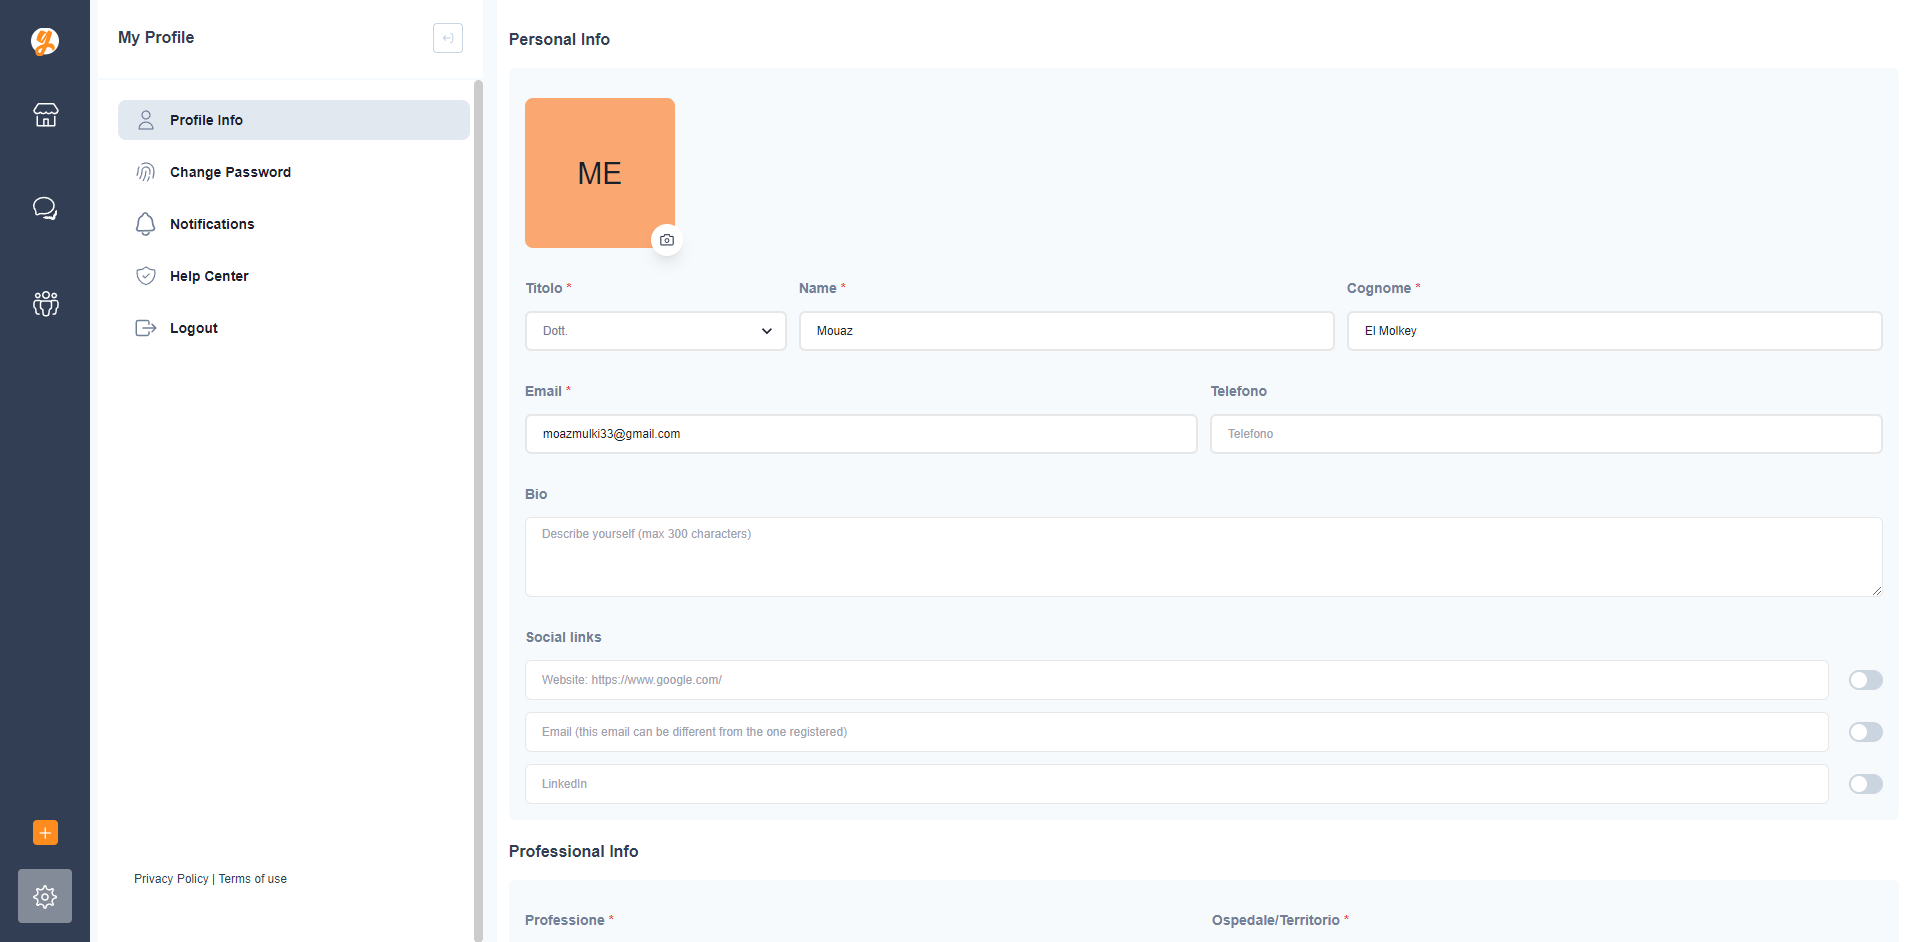 My Profile
Profile Info
Change Password
Notifications
Help Center
Logout
Privacy Policy | Terms of use
Personal Info
ME
Titolo * Name * Cognome *
Dott. Mouaz El Molkey
Email * Telefono
moazmulki33@gmail.com Telefono
Bio
Describe yourself (max 300 characters)
Social links
Website: https://www.google.com/
Email (this email can be different from the one registered)
LinkedIn
Professional Info
Professione * Ospedale/Territorio *